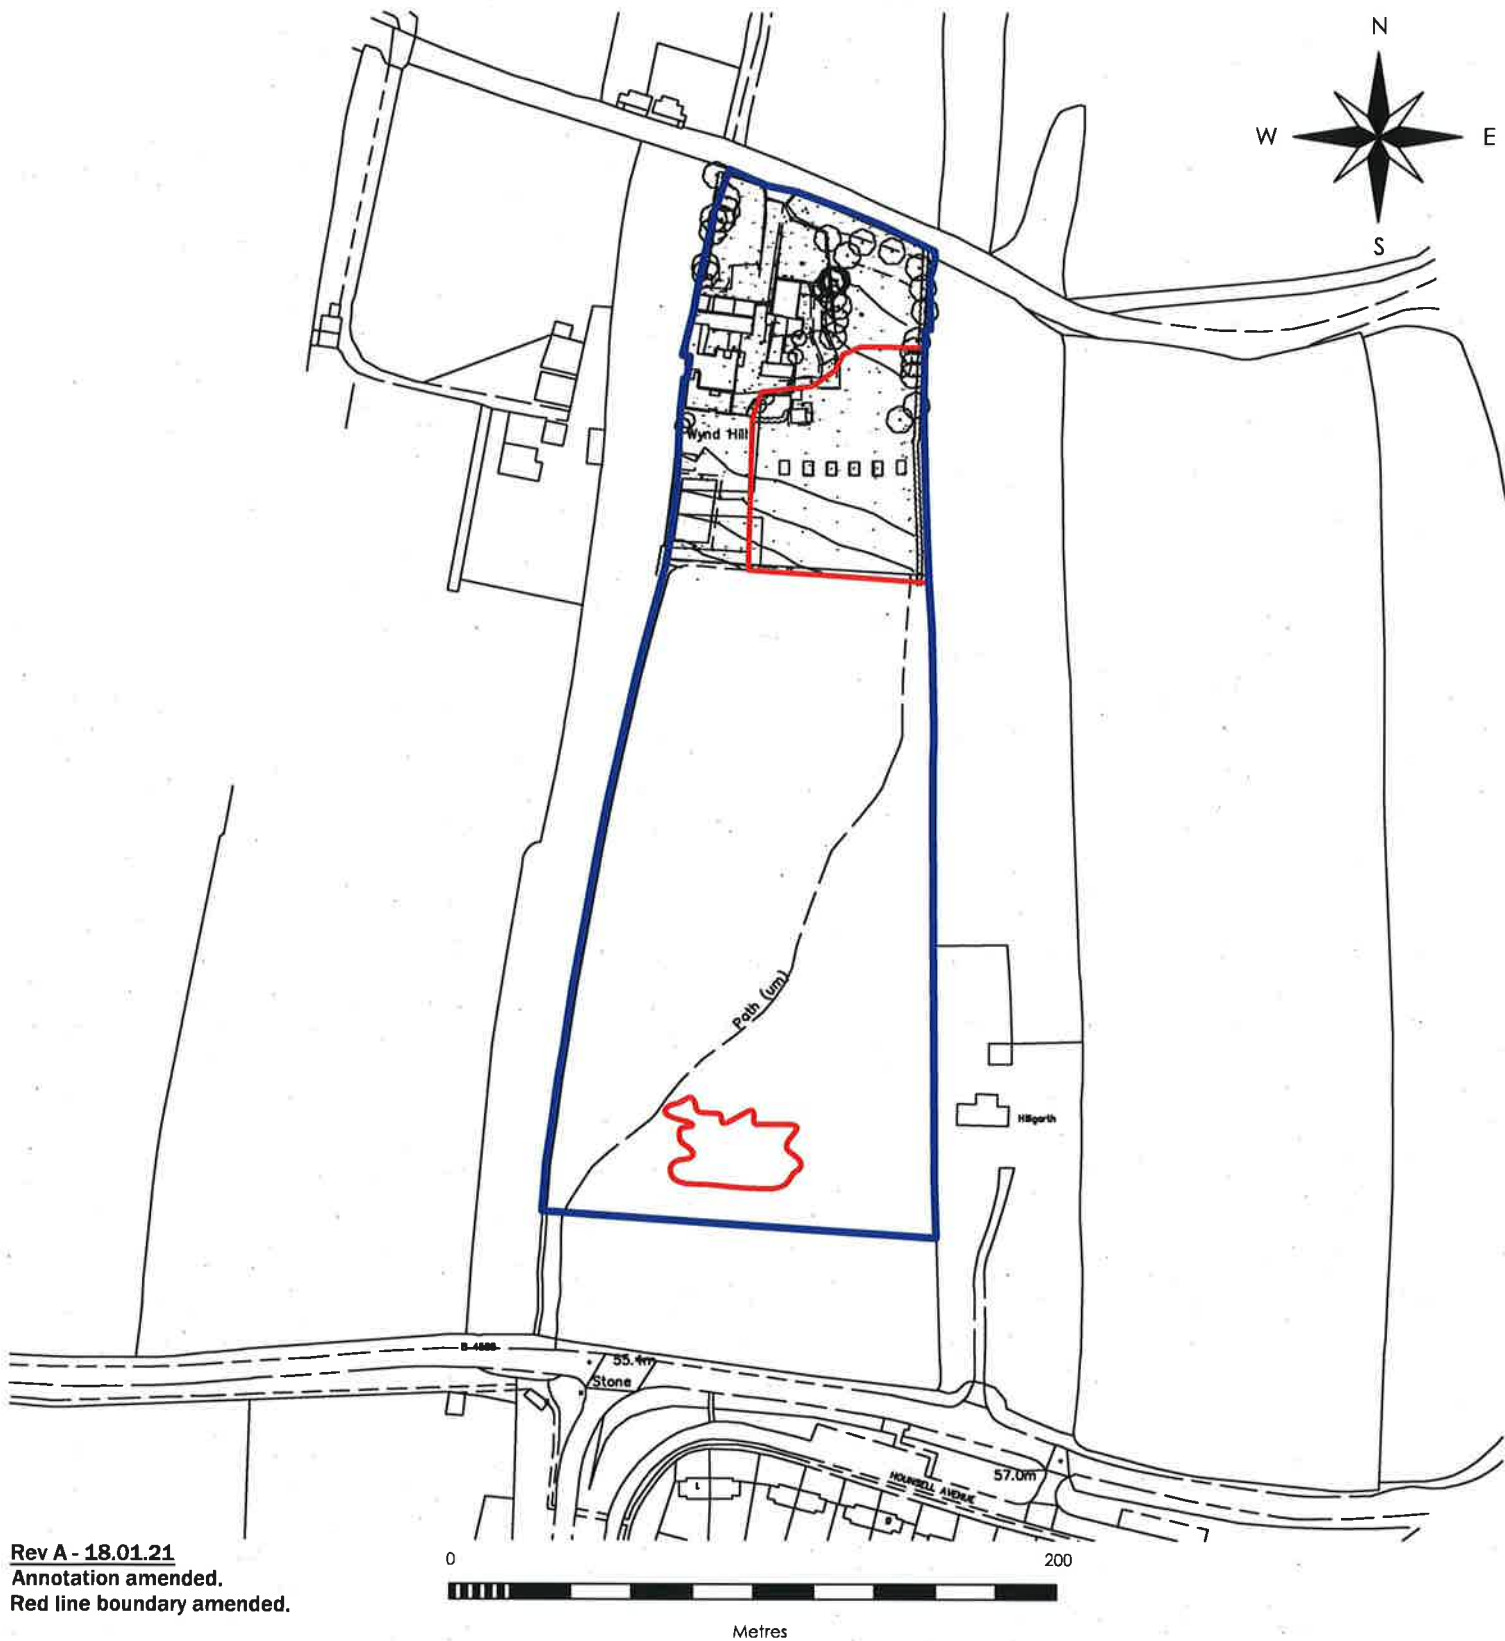 N
W
E
S
Wynd Hill
Path (um)
Hillgarth
55.4m
Stone
HOUNSELL AVENUE
57.0m
1
Rev A - 18.01.21
Annotation amended.
Red line boundary amended.
0
200
Metres